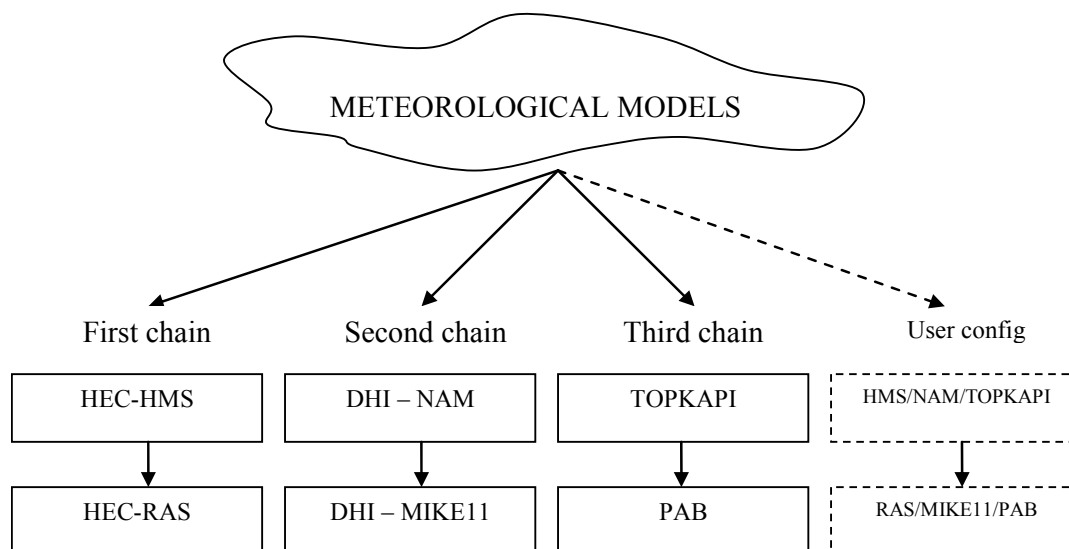 METEOROLOGICAL MODELS
First chain
Second chain
Third chain
User config
HEC-HMS
DHI – NAM
TOPKAPI
HMS/NAM/TOPKAPI
HEC-RAS
DHI – MIKE11
PAB
RAS/MIKE11/PAB